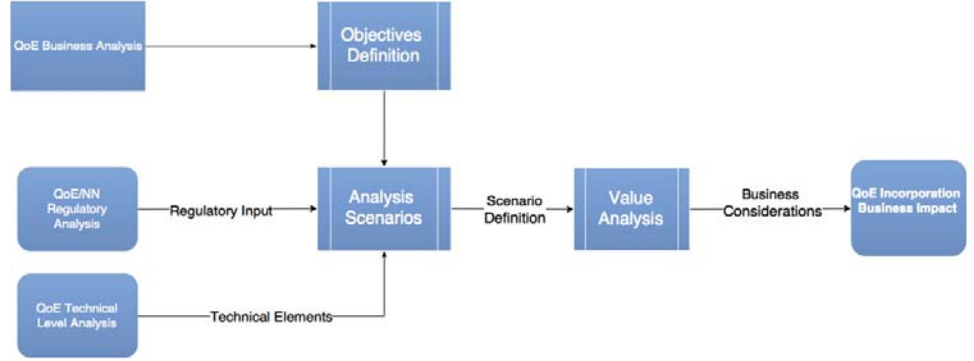 QoE Business Analysis
Objectives
Definition
QoE/NN
Regulatory
Analysis
Regulatory Input
Analysis
Scenarios
Scenario
Definition
Value
Analysis
Business
Considerations
QoE Incorporation
Business Impact
QoE Technical
Level Analysis
Technical Elements